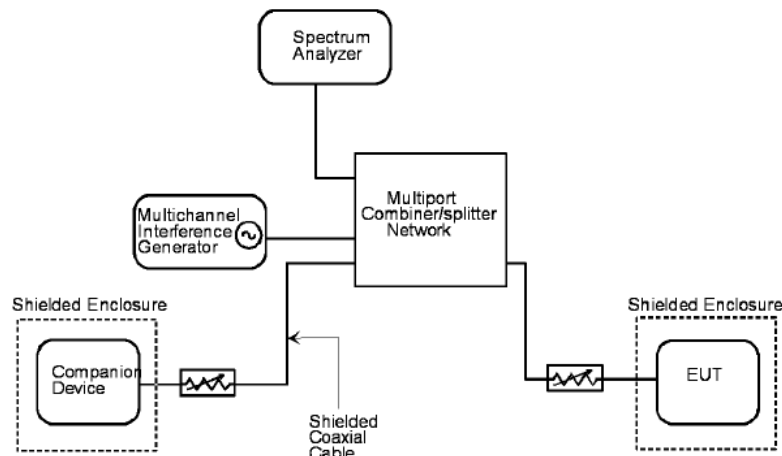 Spectrum
Analyzer
Multiport
Combiner/splitter
Network
Multichannel
Interference
Generator
Shielded Enclosure
Companion
Device
Shielded
Coaxial
Cable
Shielded Enclosure
EUT